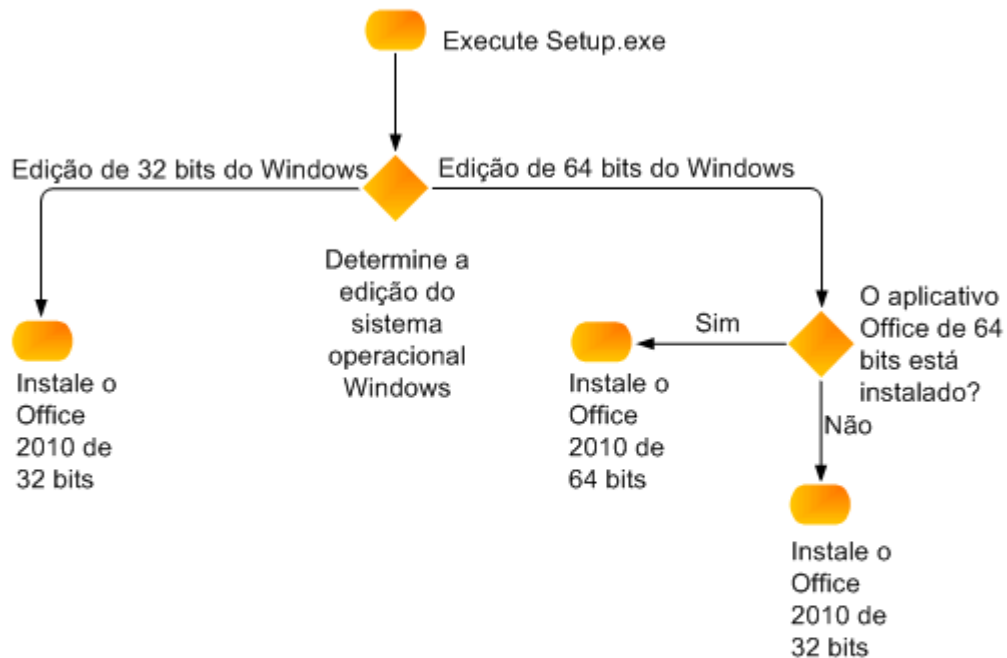 Execute Setup.exe
Edição de 32 bits do Windows
Edição de 64 bits do Windows
Determine a
edição do
sistema
operacional
Windows
O aplicativo
Office de 64
bits está
instalado?
Sim
Não
Instale o
Office
2010 de
32 bits
Instale o
Office
2010 de
64 bits
Instale o
Office
2010 de
32 bits